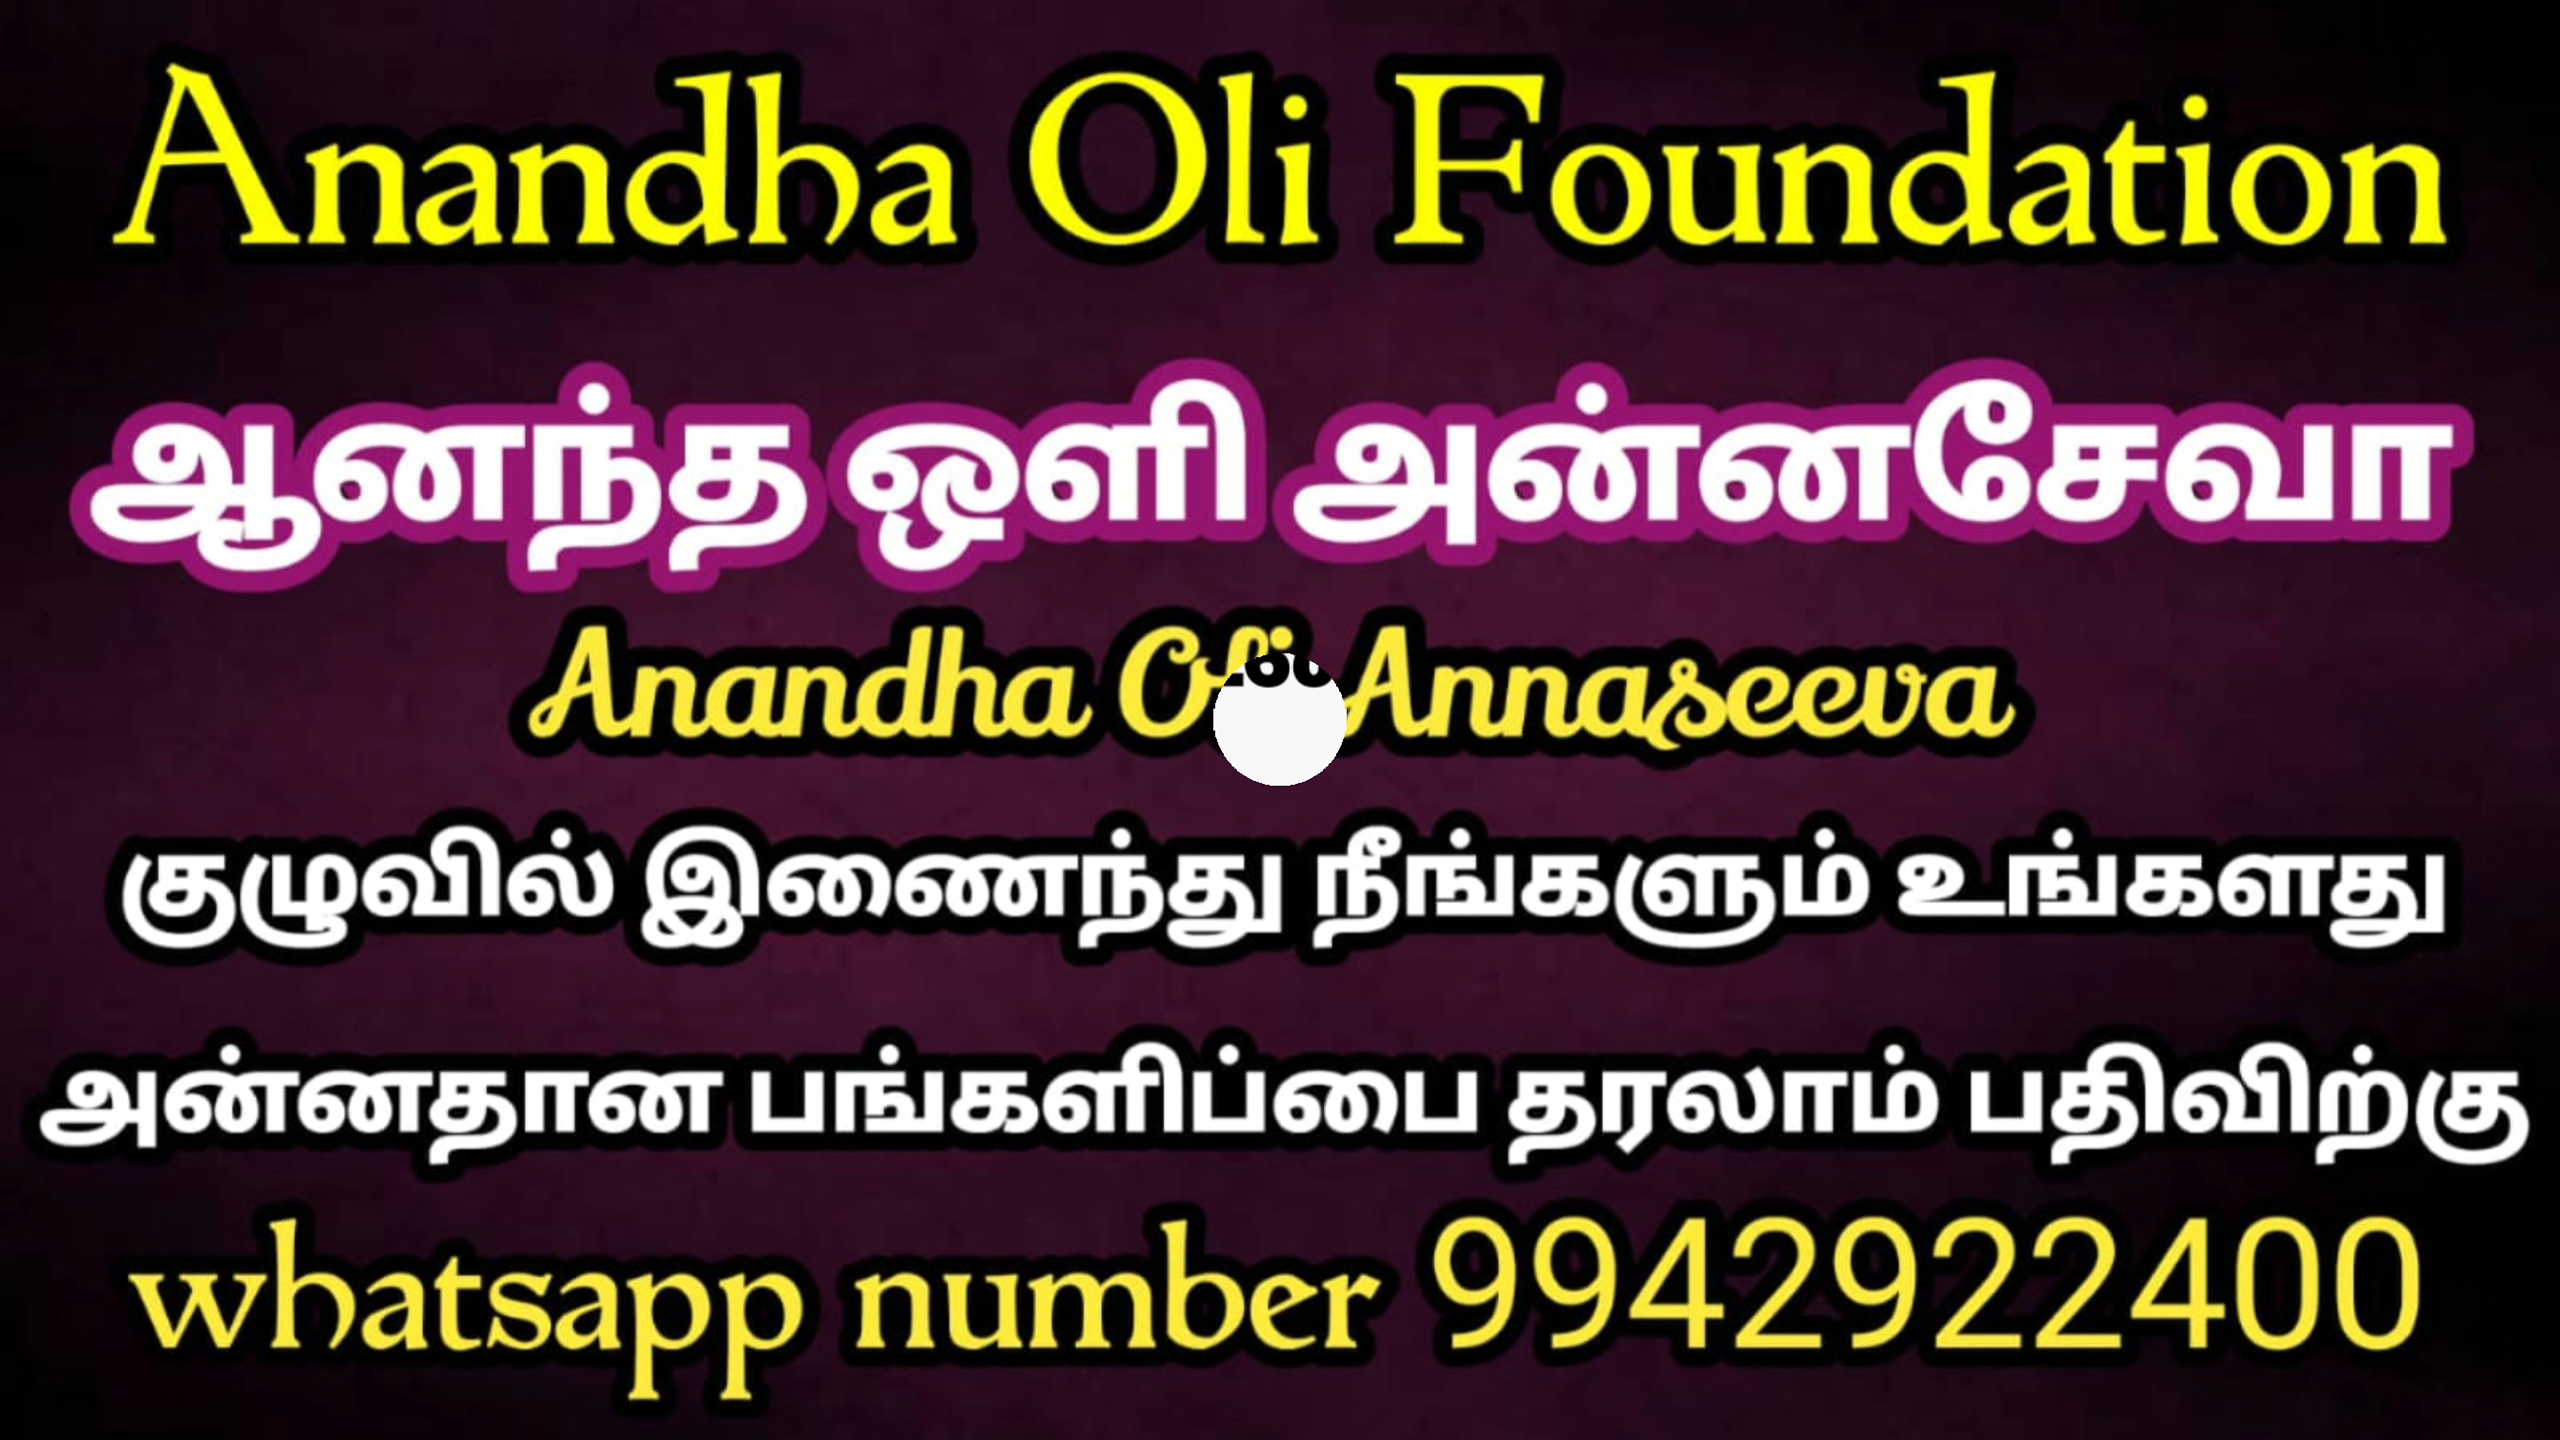 Anandha Oli Foundation
ஆனந்த ஒளி அன்னசேவா
Anandha Annaseeva
குழுவில் இணைந்து நீங்களும் உங்களது
அன்னதான பங்களிப்பை தரலாம் பதிவிற்கு
whatsapp number 9942922400